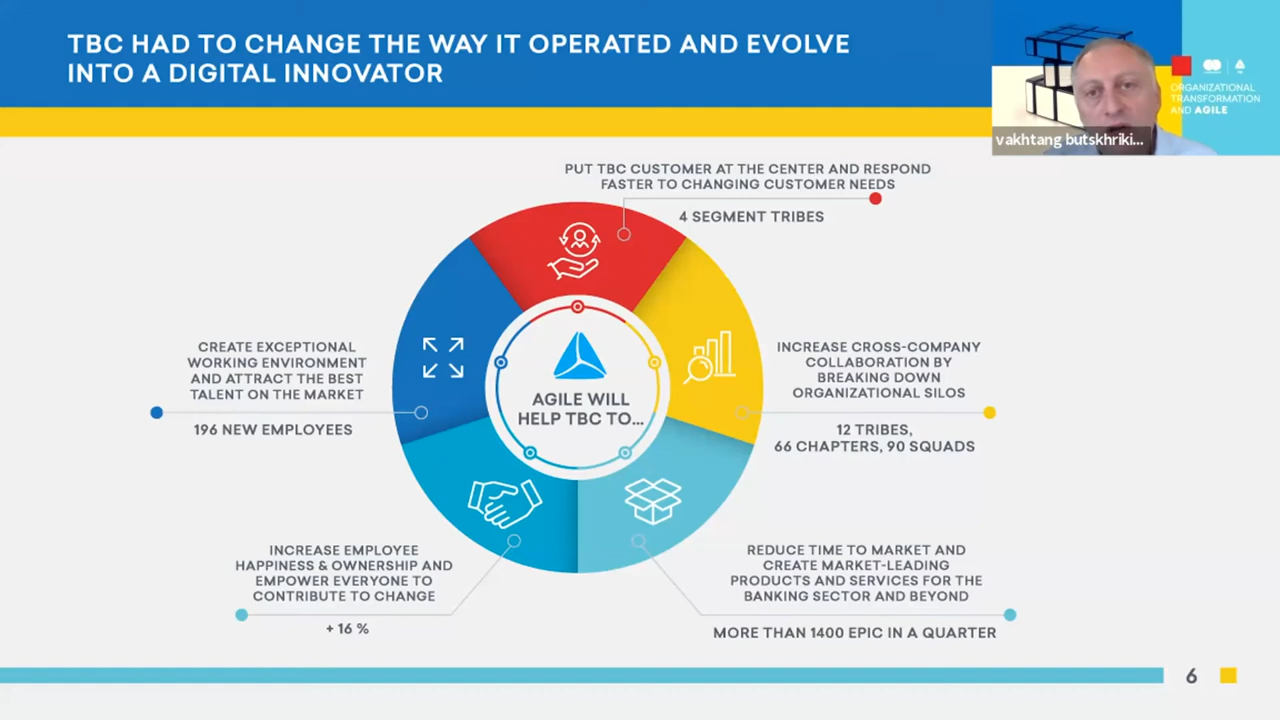 TBC HAD TO CHANGE THE WAY IT OPERATED AND EVOLVE
INTO A DIGITAL INNOVATOR
ORGANIZATIONAL
TRANSFORMATION
AND AGILE
vakhtang butskhriki...
PUT TBC CUSTOMER AT THE CENTER AND RESPOND
FASTER TO CHANGING CUSTOMER NEEDS
4 SEGMENT TRIBES
CREATE EXCEPTIONAL
WORKING ENVIRONMENT
AND ATTRACT THE BEST
TALENT ON THE MARKET
196 NEW EMPLOYEES
AGILE WILL
HELP TBC TO...
INCREASE CROSS-COMPANY
COLLABORATION BY
BREAKING DOWN
ORGANIZATIONAL SILOS
12 TRIBES,
66 CHAPTERS, 90 SQUADS
INCREASE EMPLOYEE
HAPPINESS & OWNERSHIP AND
EMPOWER EVERYONE TO
CONTRIBUTE TO CHANGE
+ 16 %
REDUCE TIME TO MARKET AND
CREATE MARKET-LEADING
PRODUCTS AND SERVICES FOR THE
BANKING SECTOR AND BEYOND
MORE THAN 1400 EPIC IN A QUARTER
6